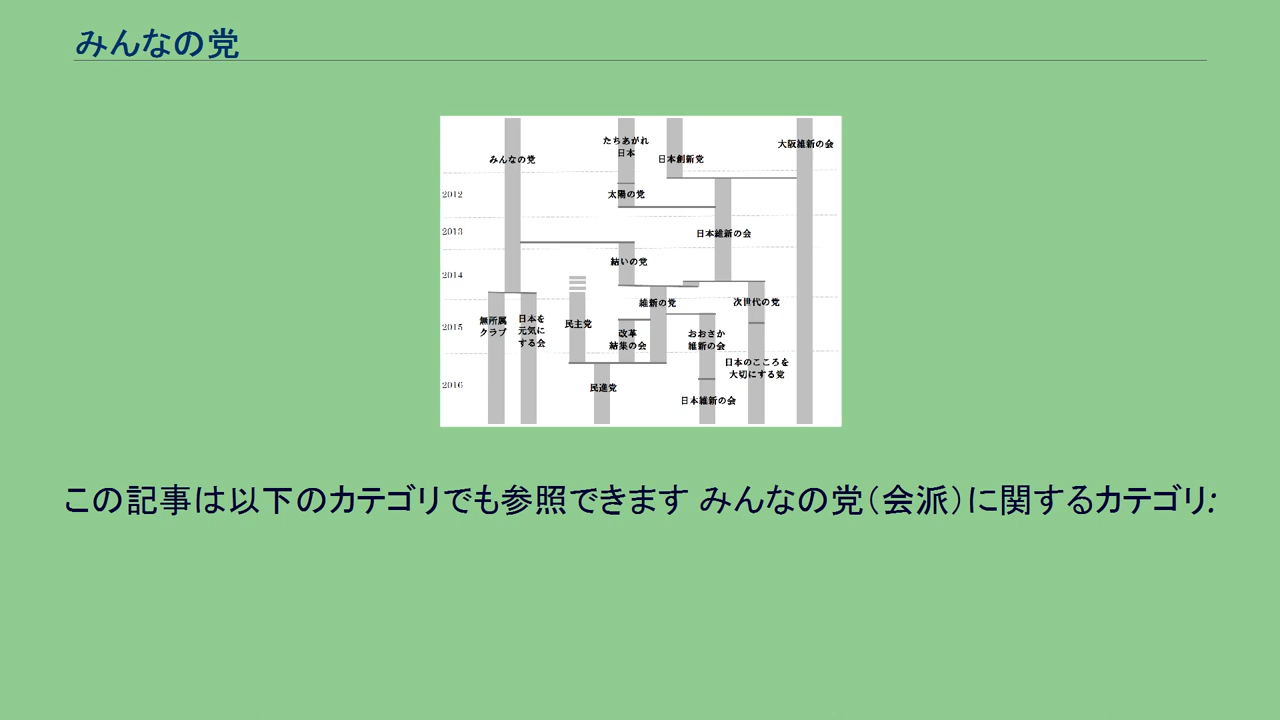 みんなの党
たちあがれ
日本
大阪維新の会
みんなの党
日本創新党
2012
太陽の党
2013
日本維新の会
結いの党
2014
維新の党
次世代の党
無所属
クラブ
日本を
元気に
する会
民主党
2015
改革
結集の会
おおさか
維新の会
日本のこころを
大切にする党
2016
民進党
日本維新の会
この記事は以下のカテゴリでも参照できます みんなの党（会派）に関するカテゴリ: